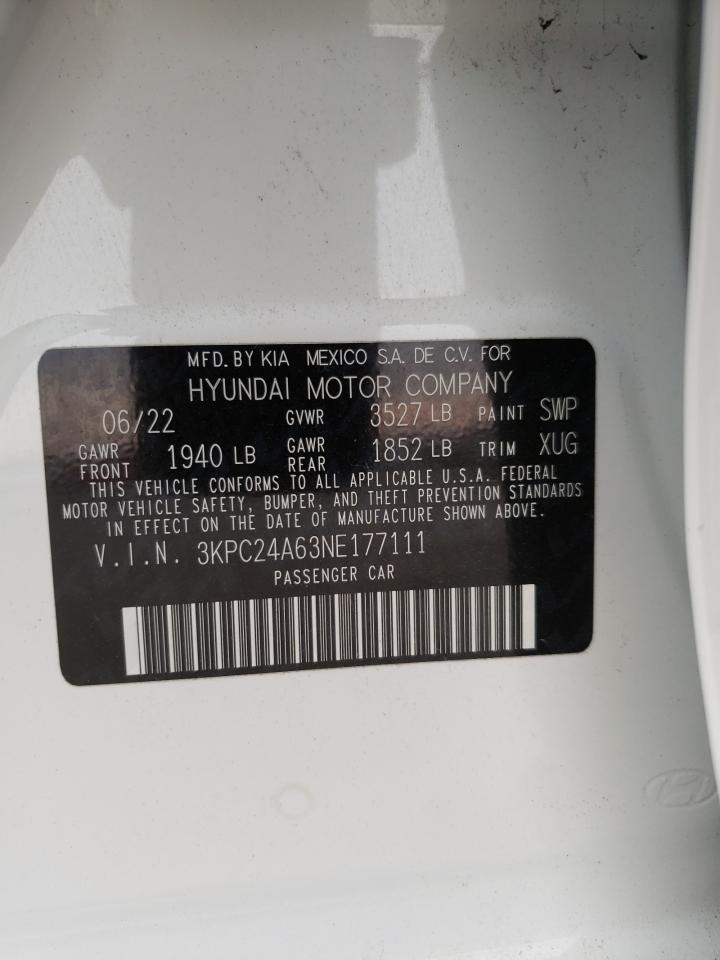 MFD. BY KIA MEXICO S.A. DE C.V. FOR
HYUNDAI MOTOR COMPANY
06/22 GVWR 3527 LB PAINT SWP
GAWR FRONT 1940 LB GAWR REAR 1852 LB TRIM XUG
THIS VEHICLE CONFORMS TO ALL APPLICABLE U.S.A. FEDERAL
MOTOR VEHICLE SAFETY, BUMPER, AND THEFT PREVENTION STANDARDS
IN EFFECT ON THE DATE OF MANUFACTURE SHOWN ABOVE.
V.I.N. 3KPC24A63NE177111
PASSENGER CAR